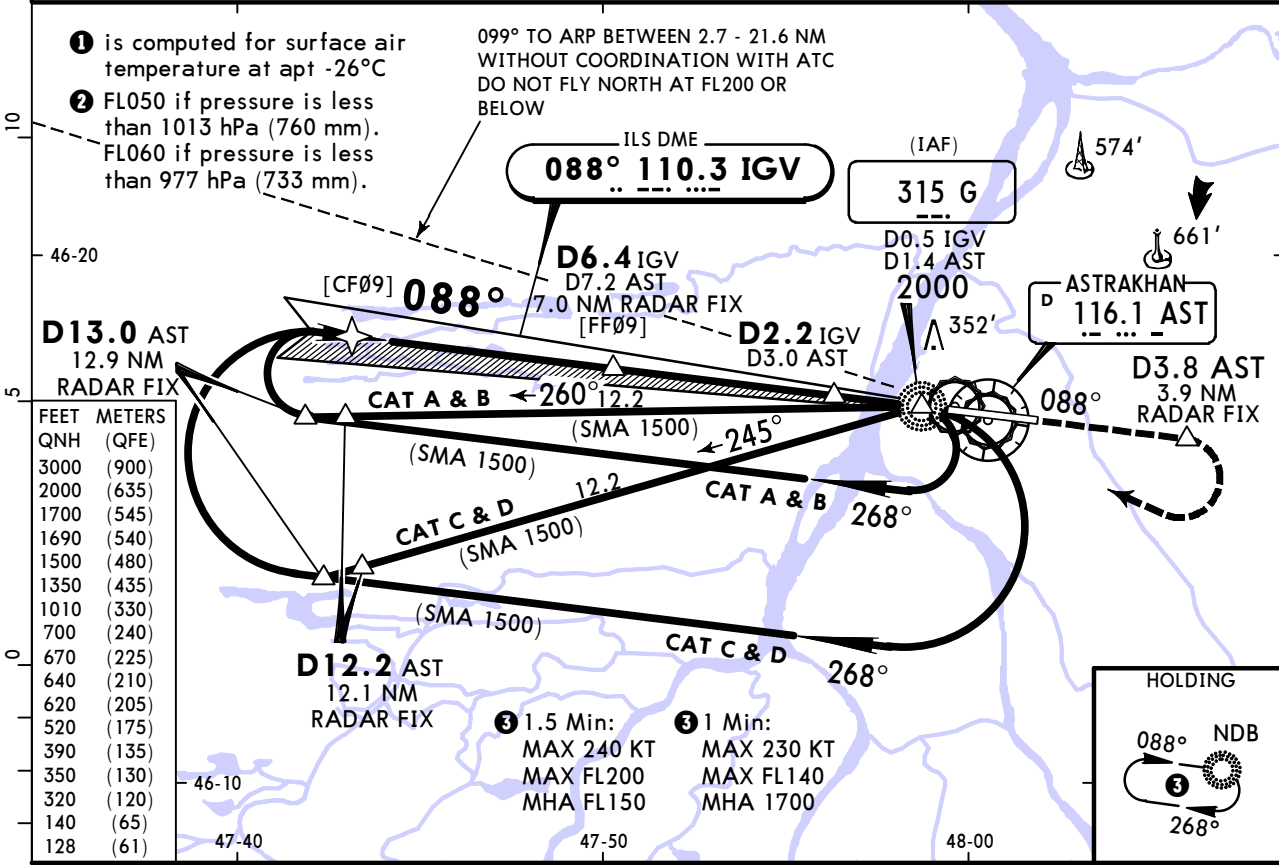 ❶ is computed for surface air
temperature at apt -26°C
❷ FL050 if pressure is less
than 1013 hPa (760 mm).
FL060 if pressure is less
than 977 hPa (733 mm).
099° TO ARP BETWEEN 2.7 - 21.6 NM
WITHOUT COORDINATION WITH ATC
DO NOT FLY NORTH AT FL200 OR
BELOW
ILS DME
088° 110.3 IGV
(IAF)
315 G
D0.5 IGV
D1.4 AST
2000
574'
661'
352'
ASTRAKHAN
D 116.1 AST
10
46-20
[CFØ9] 088°
D6.4 IGV
D7.2 AST
7.0 NM RADAR FIX
[FFØ9]
D2.2 IGV
D3.0 AST
D13.0 AST
12.9 NM
RADAR FIX
088°
D3.8 AST
3.9 NM
RADAR FIX
5
CAT A & B 260° 12.2
(SMA 1500)
245°
(SMA 1500)
CAT A & B 268°
12.2
CAT C & D
(SMA 1500)
(SMA 1500)
CAT C & D 268°
FEET METERS
QNH (QFE)
3000 (900)
2000 (635)
1700 (545)
1690 (540)
1500 (480)
1350 (435)
1010 (330)
700 (240)
670 (225)
640 (210)
620 (205)
520 (175)
390 (135)
350 (130)
320 (120)
140 (65)
128 (61)
0
D12.2 AST
12.1 NM
RADAR FIX
❸ 1.5 Min:
MAX 240 KT
MAX FL200
MHA FL150
❸ 1 Min:
MAX 230 KT
MAX FL140
MHA 1700
HOLDING
NDB
088°
❸
268°
46-10
47-40
47-50
48-00